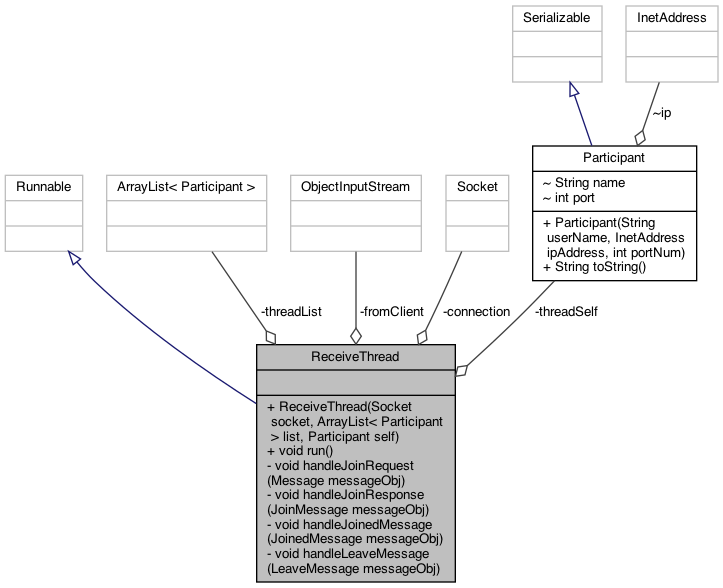 Serializable
InetAddress
~ip
Participant
~ String name
~ int port
+ Participant(String
userName, InetAddress
ipAddress, int portNum)
+ String toString()
Runnable
ArrayList< Participant >
ObjectInputStream
Socket
-threadList
-fromClient
-connection
-threadSelf
ReceiveThread
+ ReceiveThread(Socket
socket, ArrayList< Participant
> list, Participant self)
+ void run()
- void handleJoinRequest
(Message messageObj)
- void handleJoinResponse
(JoinMessage messageObj)
- void handleJoinedMessage
(JoinedMessage messageObj)
- void handleLeaveMessage
(LeaveMessage messageObj)